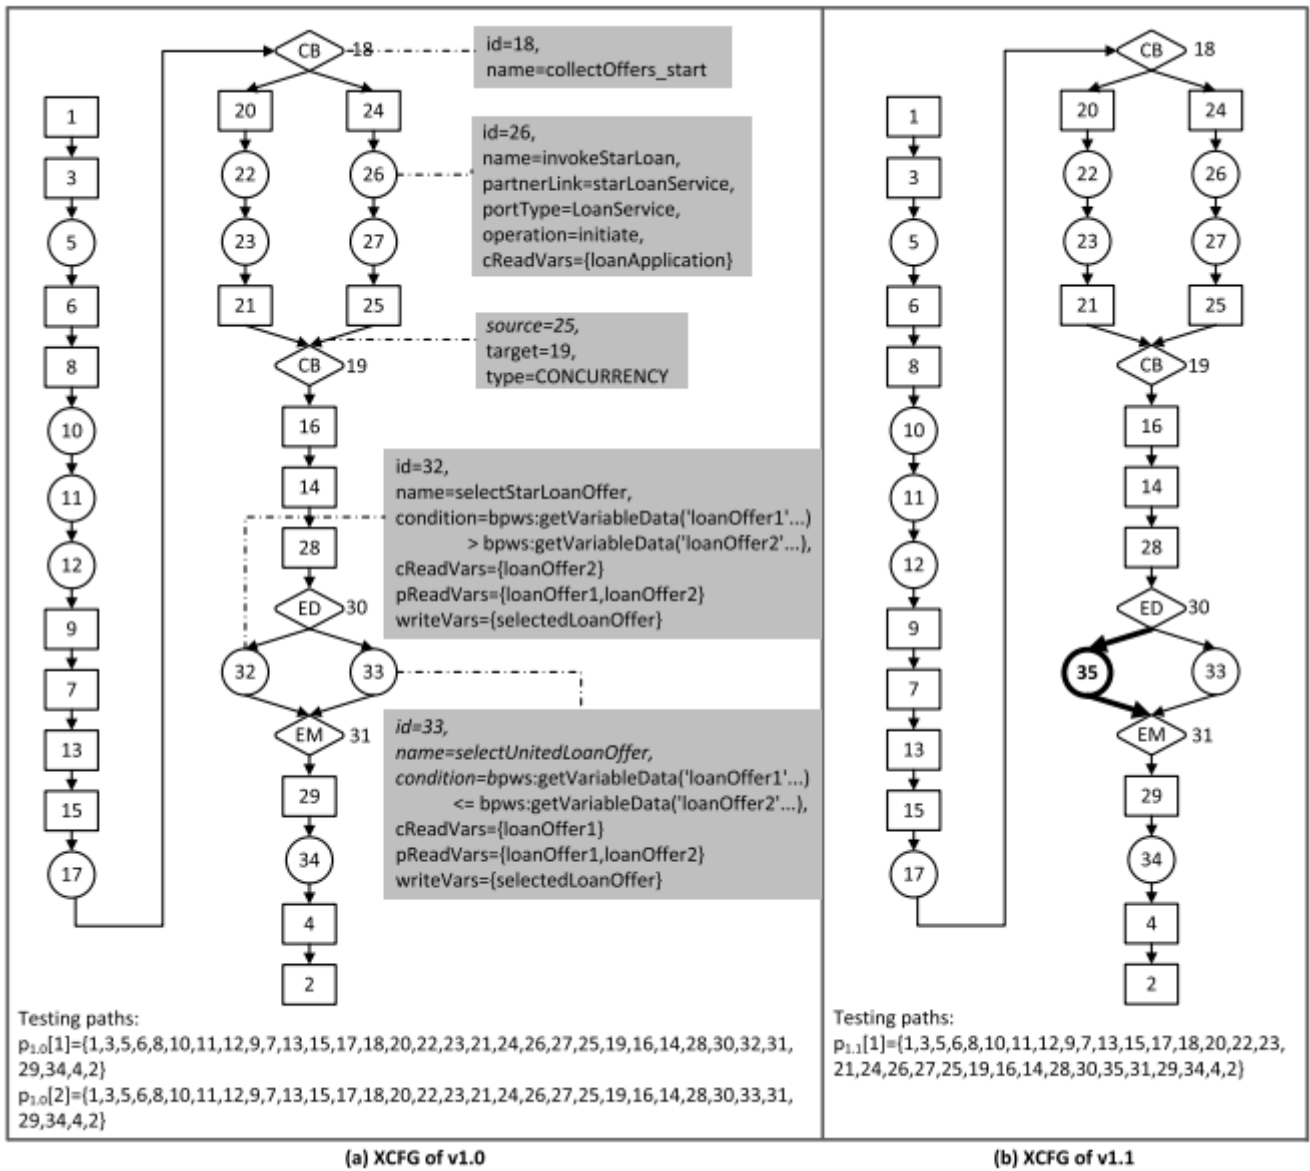 CB 18
id=18,
name=collectOffers_start
1
3
5
6
8
10
11
12
9
7
13
15
17
20
24
22
26
23
27
21
25
id=26,
name=invokeStarLoan,
partnerLink=starLoanService,
portType=LoanService,
operation=initiate,
cReadVars={loanApplication}
source=25,
target=19,
type=CONCURRENCY
CB 19
16
14
28
ED 30
32
33
EM 31
29
34
4
2
id=32,
name=selectStarLoanOffer,
condition=bpws:getVariableData('loanOffer1'...)
> bpws:getVariableData('loanOffer2'...),
cReadVars={loanOffer2}
pReadVars={loanOffer1,loanOffer2}
writeVars={selectedLoanOffer}
id=33,
name=selectUnitedLoanOffer,
condition=bpws:getVariableData('loanOffer1'...)
<= bpws:getVariableData('loanOffer2'...),
cReadVars={loanOffer1}
pReadVars={loanOffer1,loanOffer2}
writeVars={selectedLoanOffer}
Testing paths:
p1.0[1]={1,3,5,6,8,10,11,12,9,7,13,15,17,18,20,22,23,21,24,26,27,25,19,16,14,28,30,32,31,
29,34,4,2}
p1.0[2]={1,3,5,6,8,10,11,12,9,7,13,15,17,18,20,22,23,21,24,26,27,25,19,16,14,28,30,33,31,
29,34,4,2}
(a) XCFG of v1.0
CB 18
1
3
5
6
8
10
11
12
9
7
13
15
17
20
24
22
26
23
27
21
25
CB 19
16
14
28
ED 30
35
33
EM 31
29
34
4
2
Testing paths:
p1.1[1]={1,3,5,6,8,10,11,12,9,7,13,15,17,18,20,22,23,
21,24,26,27,25,19,16,14,28,30,35,31,29,34,4,2}
(b) XCFG of v1.1